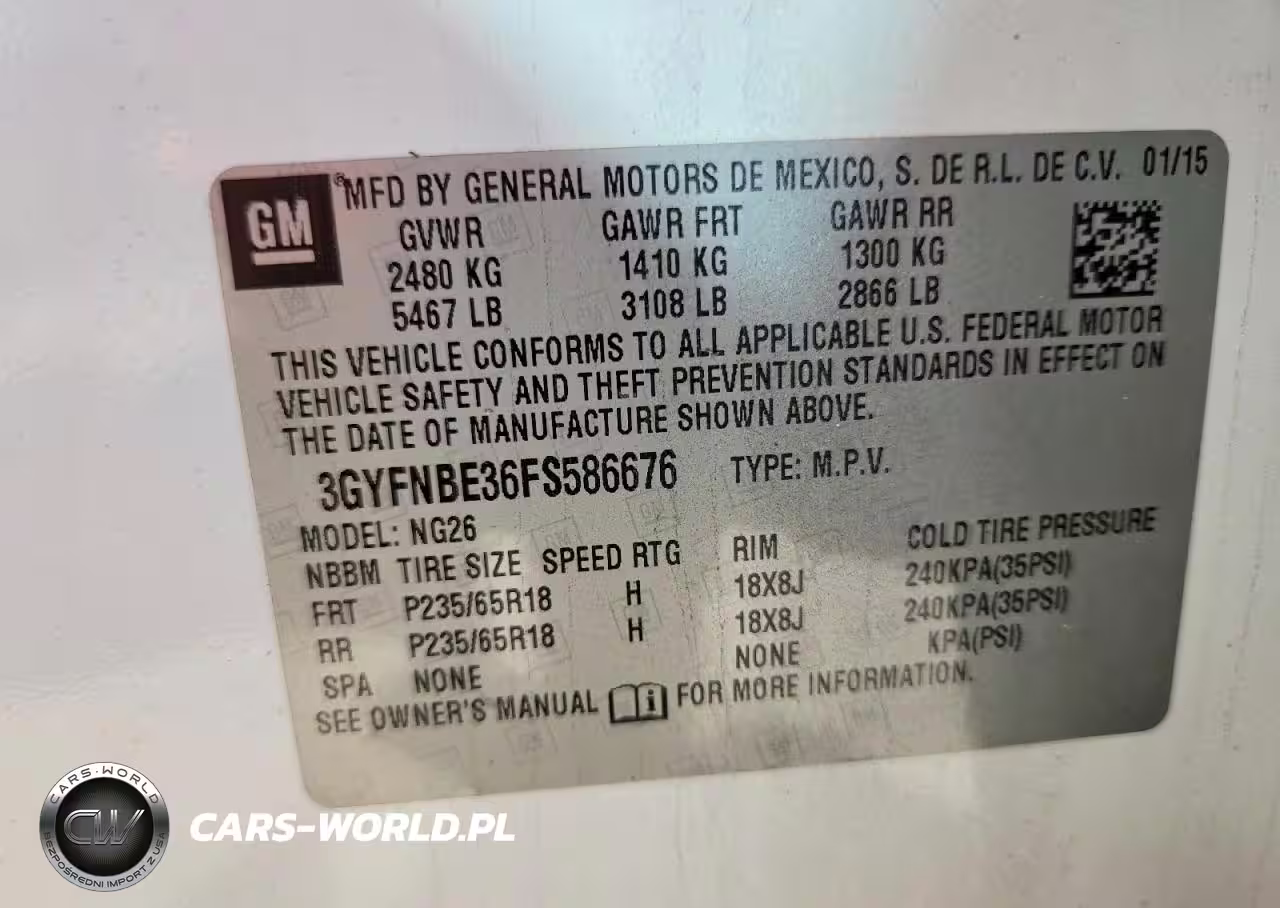 GM
® MFD BY GENERAL MOTORS DE MEXICO, S. DE R.L. DE C.V. 01/15
GVWR GAWR FRT GAWR RR
2480 KG 1410 KG 1300 KG
5467 LB 3108 LB 2866 LB
THIS VEHICLE CONFORMS TO ALL APPLICABLE U.S. FEDERAL MOTOR
VEHICLE SAFETY AND THEFT PREVENTION STANDARDS IN EFFECT ON
THE DATE OF MANUFACTURE SHOWN ABOVE.
3GYFNBE36FS586676 TYPE: M.P.V.
MODEL: NG26
NBBM TIRE SIZE SPEED RTG RIM COLD TIRE PRESSURE
FRT P235/65R18 H 18X8J 240KPA(35PSI)
RR P235/65R18 H 18X8J 240KPA(35PSI)
SPA NONE NONE KPA(PSI)
SEE OWNER'S MANUAL FOR MORE INFORMATION.
CARS-WORLD
CW
BEZPOŚREDNI IMPORT Z USA
CARS-WORLD.PL